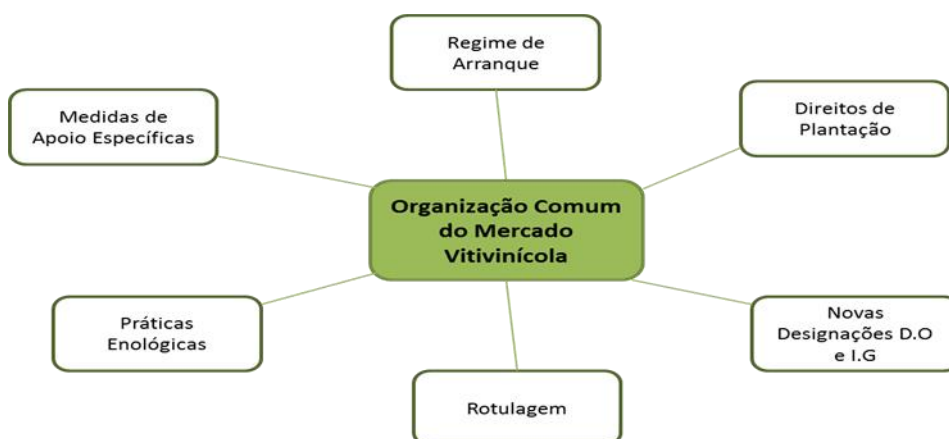 Regime de
Arranque
Medidas de
Apoio Específicas
Direitos de
Plantação
Organização Comum
do Mercado
Vitivinícola
Práticas
Enológicas
Novas
Designações D.O
e I.G
Rotulagem